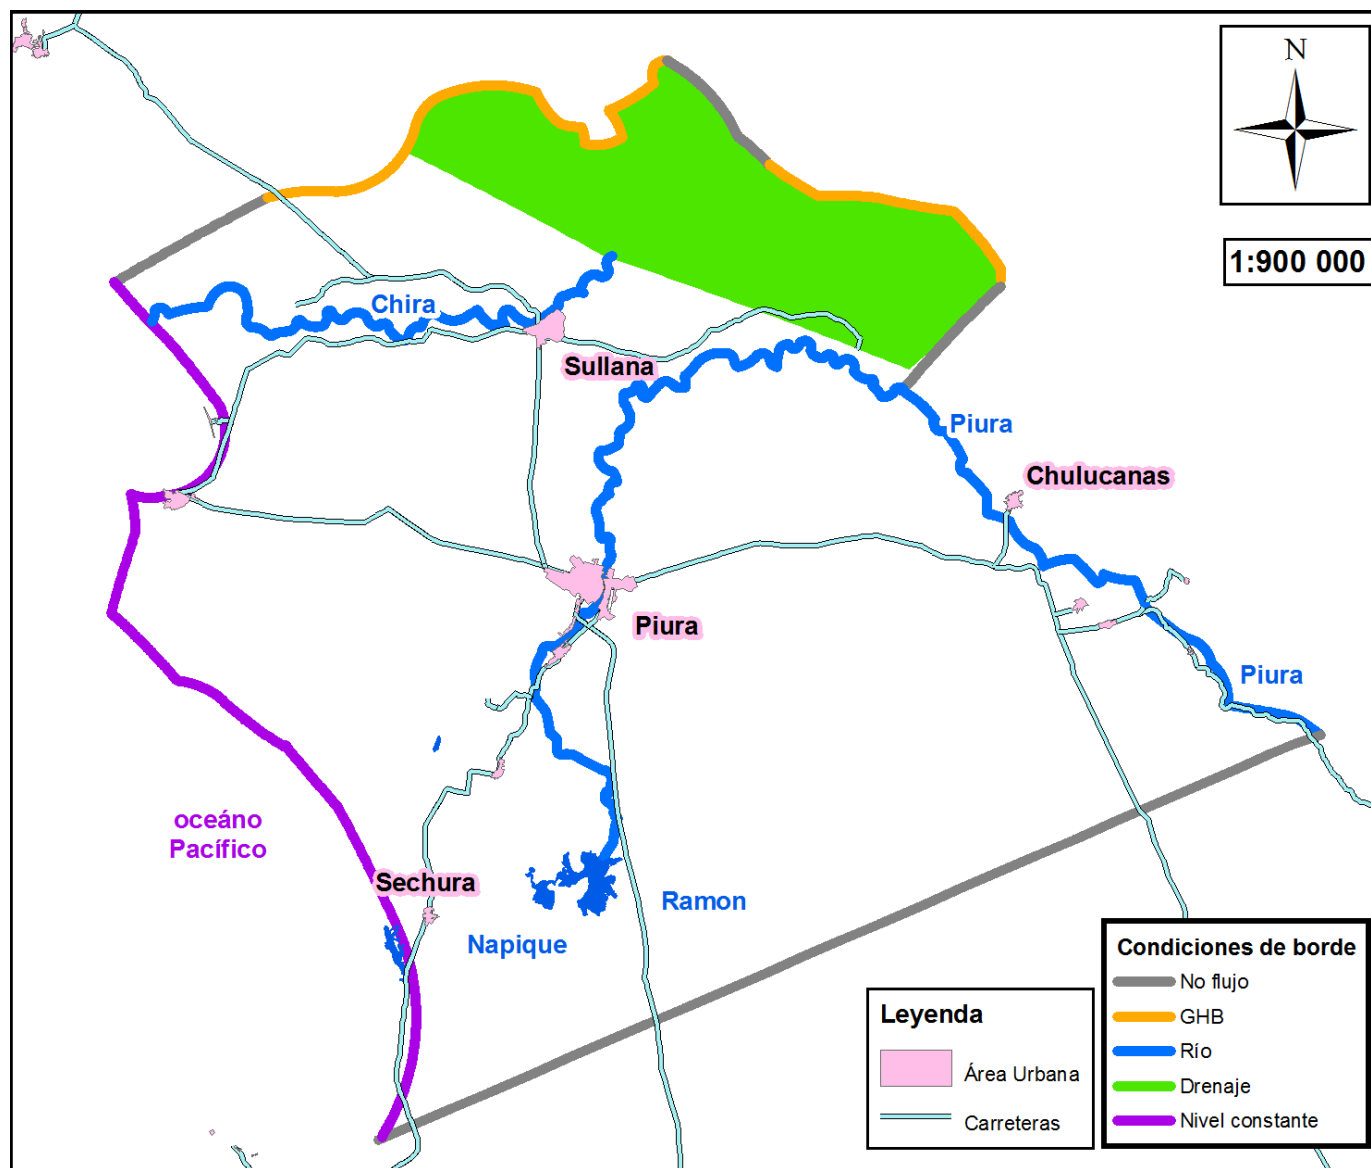 N
1:900 000
Chira
Sullana
Piura
Chulucanas
Piura
Piura
oceáno
Pacífico
Sechura
Ramon
Napique
Leyenda
Área Urbana
Carreteras
Condiciones de borde
No flujo
GHB
Río
Drenaje
Nivel constante